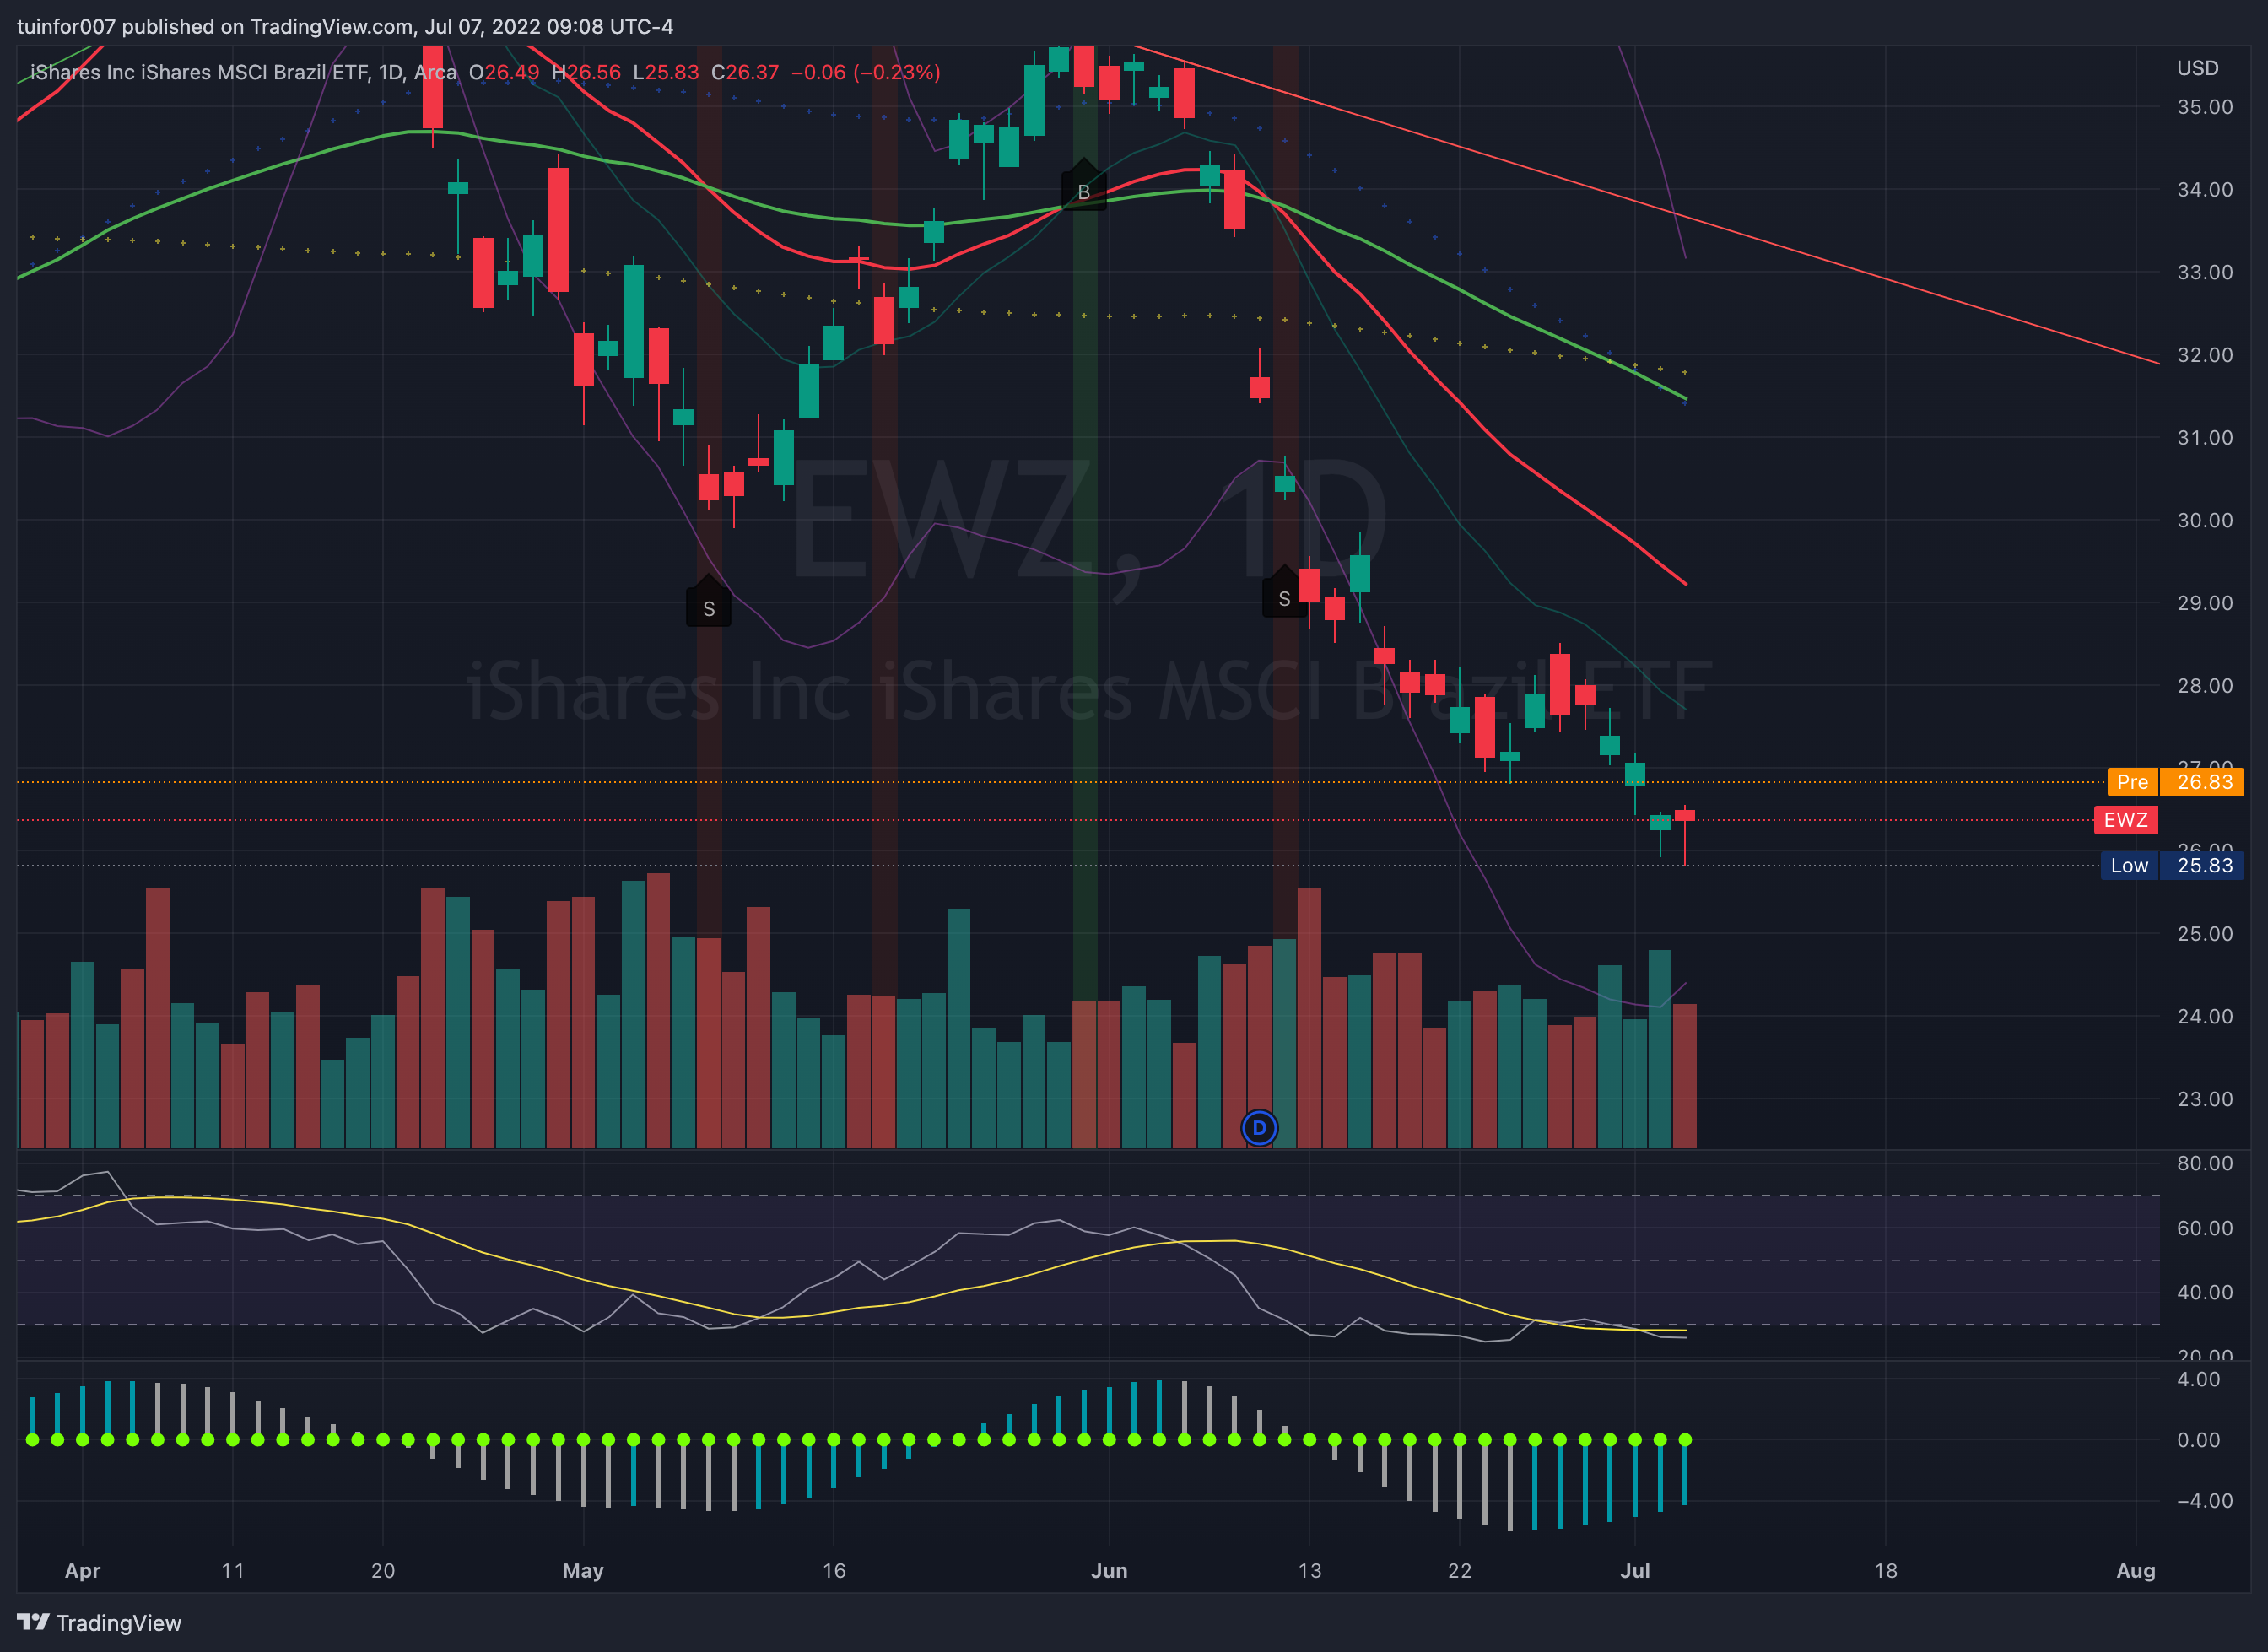 tuinfor007 published on TradingView.com, Jul 07, 2022 09:08 UTC-4
iShares Inc iShares MSCI Brazil ETF, 1D, Arca O26.49 H26.56 L25.83 C26.37 −0.06 (−0.23%)
USD
35.00
34.00
33.00
32.00
31.00
30.00
29.00
28.00
27.00
Pre 26.83
EWZ
26.00
Low 25.83
25.00
24.00
23.00
EWZ, 1D
iShares Inc iShares MSCI Brazil ETF
B
S
S
D
80.00
60.00
40.00
20.00
4.00
0.00
−4.00
Apr 11 20 May 16 Jun 13 22 Jul 18 Aug
TradingView